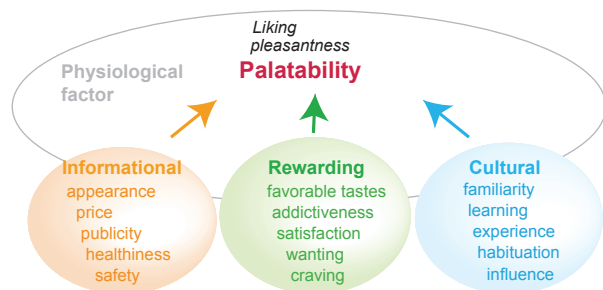 Liking
pleasantness
Physiological
factor
Palatability
Informational
appearance
price
publicity
healthiness
safety
Rewarding
favorable tastes
addictiveness
satisfaction
wanting
craving
Cultural
familiarity
learning
experience
habituation
influence